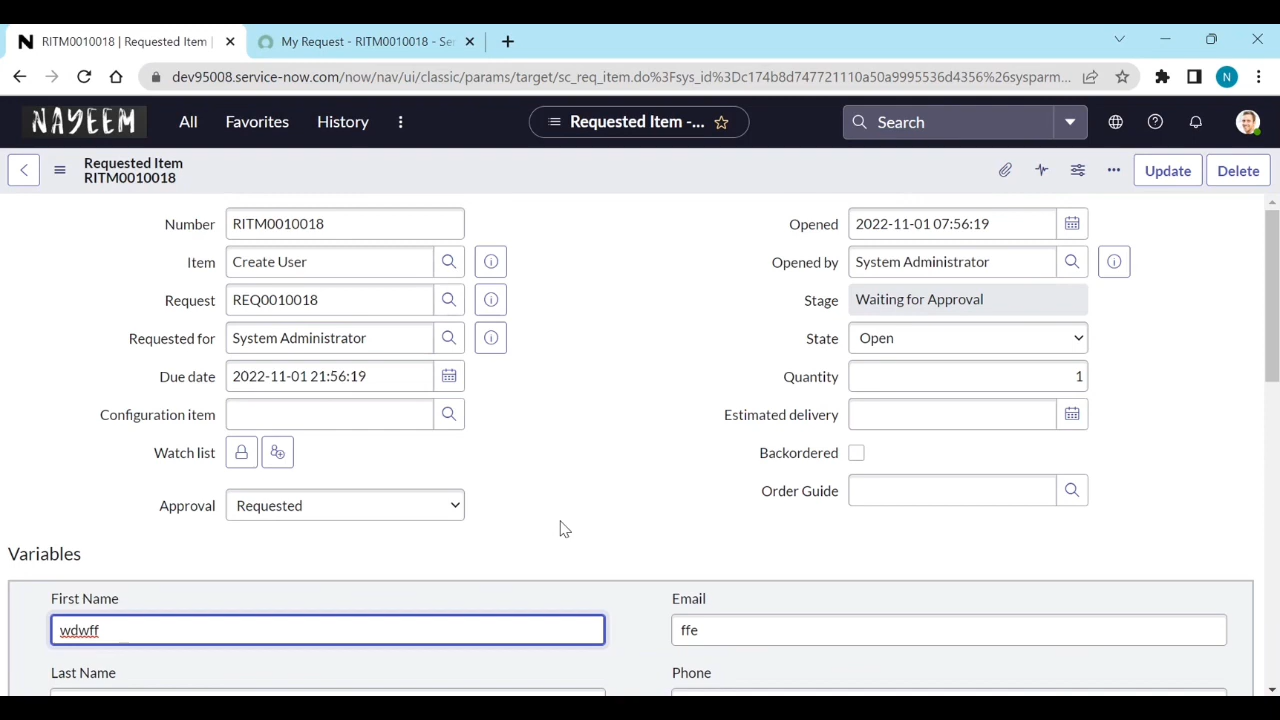 RITM0010018 | Requested Item |
My Request - RITM0010018 - Ser
dev95008.service-now.com/now/nav/ui/classic/params/target/sc_req_item.do%3Fsys_id%3Dc174b8d747721110a50a9995536d4356%26sysparm...
N
NAYEEM
All
Favorites
History
Requested Item -...
Search
Requested Item
RITM0010018
Update
Delete
Number
RITM0010018
Opened
2022-11-01 07:56:19
Item
Create User
Opened by
System Administrator
Request
REQ0010018
Stage
Waiting for Approval
Requested for
System Administrator
State
Open
Due date
2022-11-01 21:56:19
Quantity
1
Configuration item
Estimated delivery
Watch list
Backordered
Order Guide
Approval
Requested
Variables
First Name
wdwff
Email
ffe
Last Name
Phone